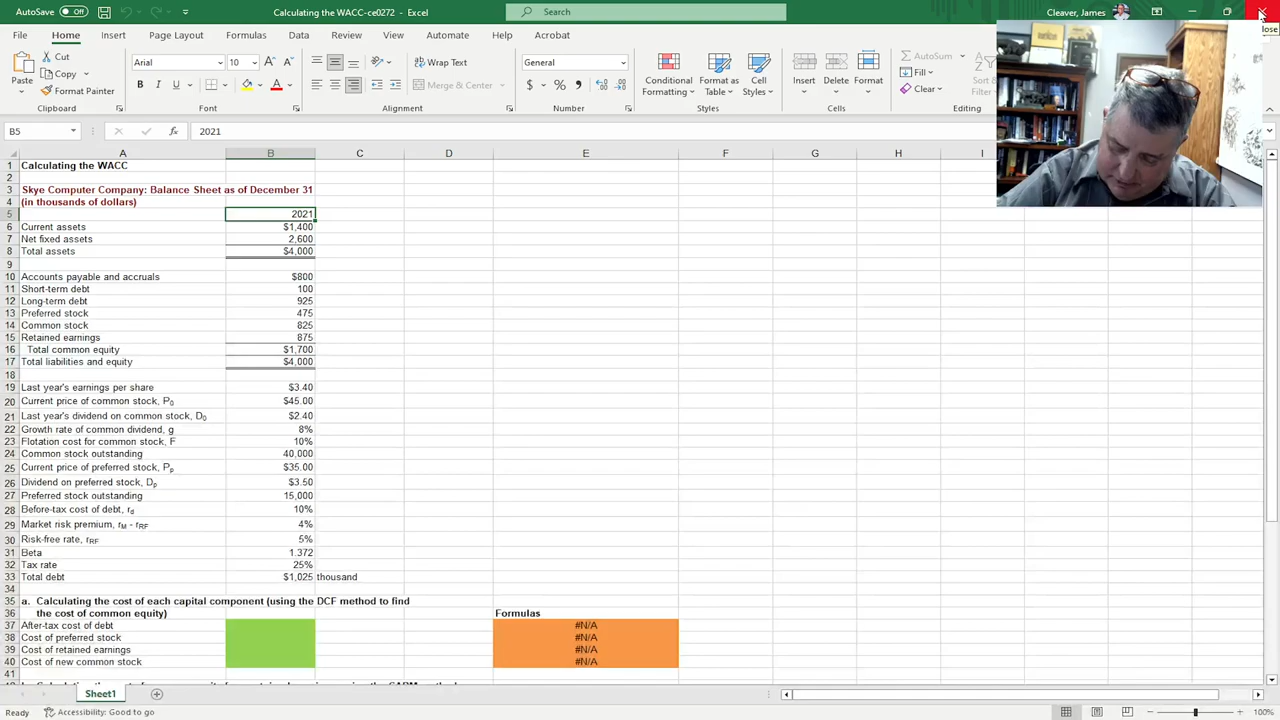 AutoSave Off Calculating the WACC-ce0272 - Excel Search Cleaver, James
lose
File Home Insert Page Layout Formulas Data Review View Automate Help Acrobat
Paste Cut Copy Format Painter Clipboard
Arial 10 A A B I U A Font
Wrap Text Merge & Center Alignment
General $ % Number
Conditional Formatting Format as Table Cell Styles Styles
Insert Delete Format Cells
AutoSum Fill Clear Sort Filter Editing
B5 fx 2021
A B C D E F G H I
1 Calculating the WACC
2
3 Skye Computer Company: Balance Sheet as of December 31
4 (in thousands of dollars)
5 2021
6 Current assets $1,400
7 Net fixed assets 2,600
8 Total assets $4,000
9
10 Accounts payable and accruals $800
11 Short-term debt 100
12 Long-term debt 925
13 Preferred stock 475
14 Common stock 825
15 Retained earnings 875
16 Total common equity $1,700
17 Total liabilities and equity $4,000
18
19 Last year's earnings per share $3.40
20 Current price of common stock, P0 $45.00
21 Last year's dividend on common stock, D0 $2.40
22 Growth rate of common dividend, g 8%
23 Flotation cost for common stock, F 10%
24 Common stock outstanding 40,000
25 Current price of preferred stock, Pp $35.00
26 Dividend on preferred stock, Dp $3.50
27 Preferred stock outstanding 15,000
28 Before-tax cost of debt, rd 10%
29 Market risk premium, rM - rRF 4%
30 Risk-free rate, rRF 5%
31 Beta 1.372
32 Tax rate 25%
33 Total debt $1,025 thousand
34
35 a. Calculating the cost of each capital component (using the DCF method to find
36 the cost of common equity) Formulas
37 After-tax cost of debt #N/A
38 Cost of preferred stock #N/A
39 Cost of retained earnings #N/A
40 Cost of new common stock #N/A
41
Sheet1
Ready Accessibility: Good to go 100%